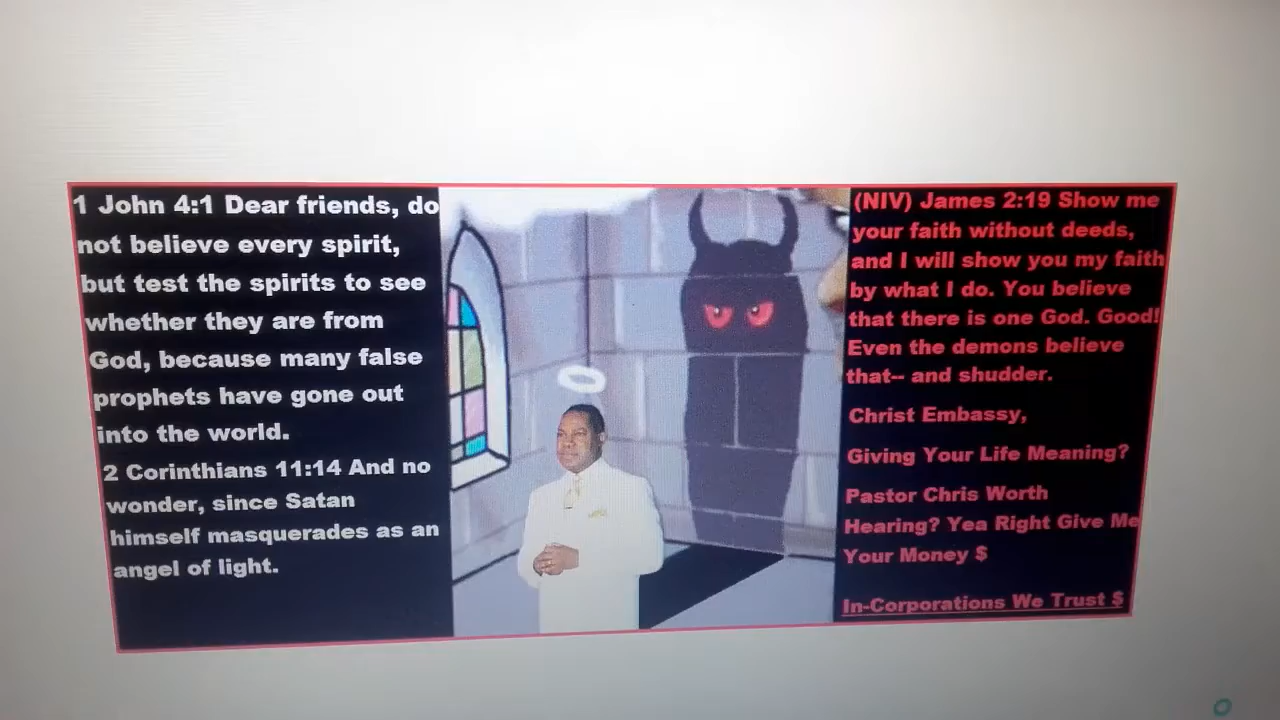 1 John 4:1 Dear friends, do
not believe every spirit,
but test the spirits to see
whether they are from
God, because many false
prophets have gone out
into the world.
2 Corinthians 11:14 And no
wonder, since Satan
himself masquerades as an
angel of light.
(NIV) James 2:19 Show me
your faith without deeds,
and I will show you my faith
by what I do. You believe
that there is one God. Good!
Even the demons believe
that-- and shudder.
Christ Embassy,
Giving Your Life Meaning?
Pastor Chris Worth
Hearing? Yea Right Give Me
Your Money $
In-Corporations We Trust $